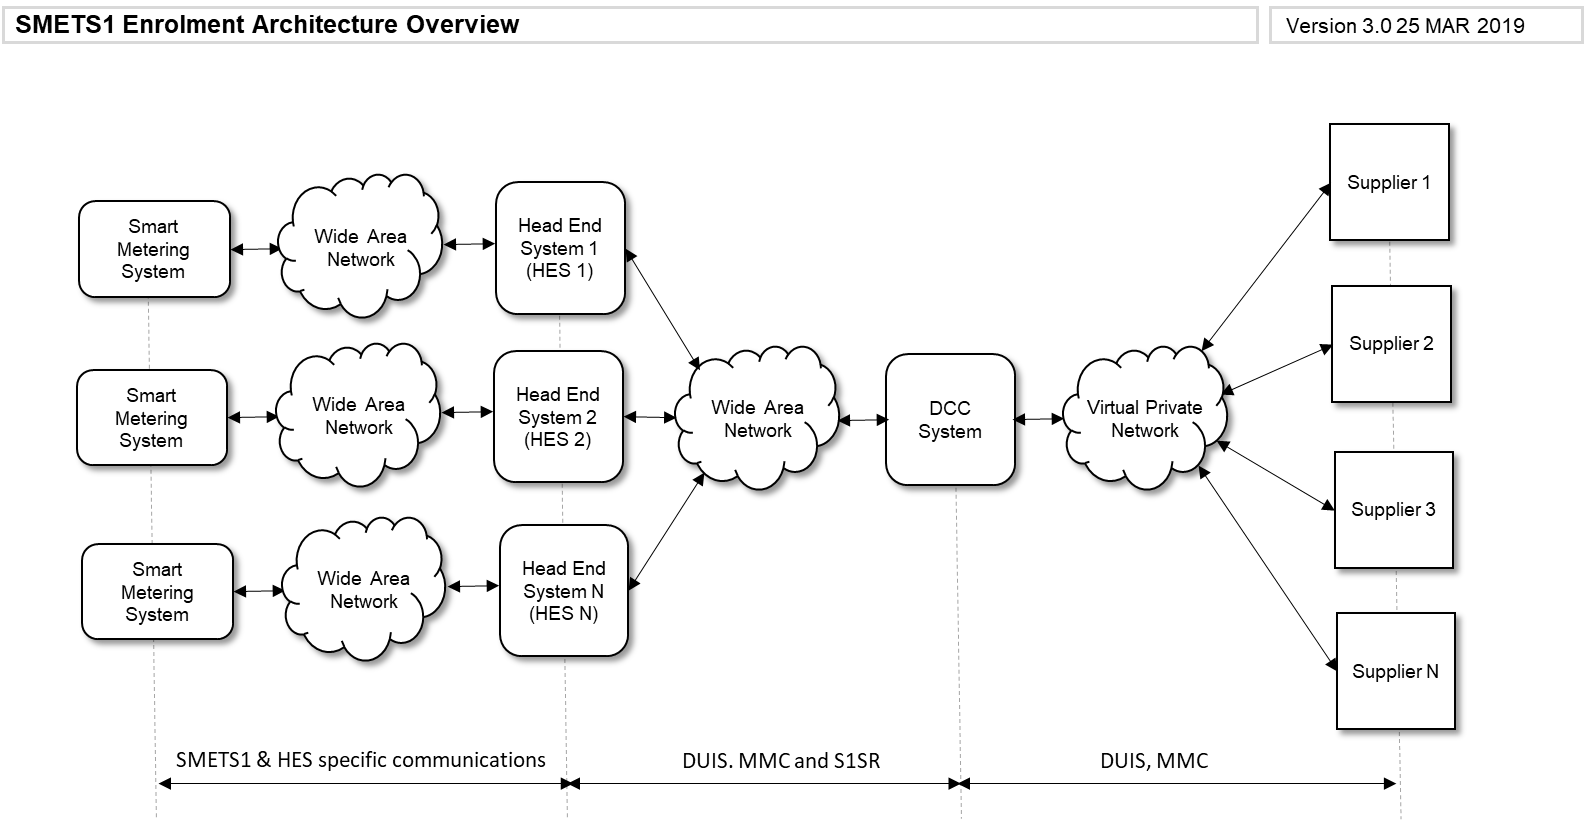 SMETS1 Enrolment Architecture Overview
Version 3.0 25 MAR 2019
Smart
Metering
System
Wide Area
Network
Head End
System 1
(HES 1)
Smart
Metering
System
Wide Area
Network
Head End
System 2
(HES 2)
Smart
Metering
System
Wide Area
Network
Head End
System N
(HES N)
Wide Area
Network
DCC
System
Virtual Private
Network
Supplier 1
Supplier 2
Supplier 3
Supplier N
SMETS1 & HES specific communications
DUIS. MMC and S1SR
DUIS, MMC